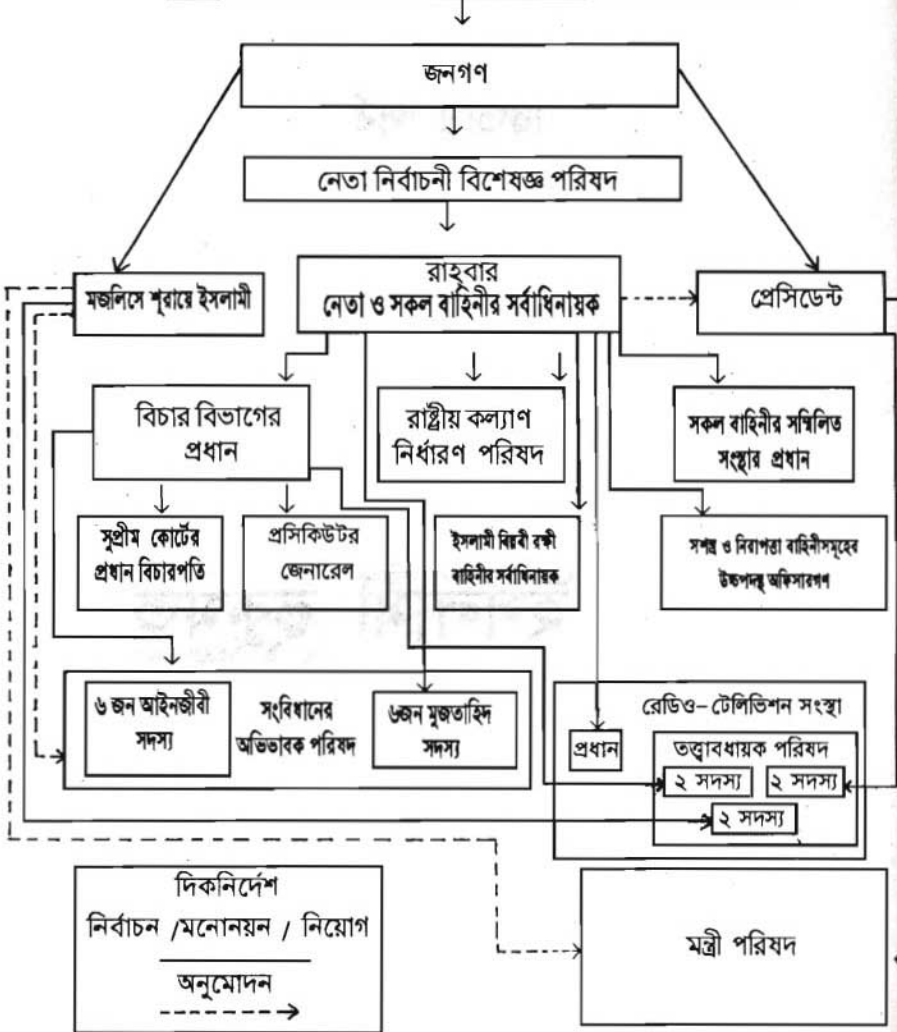 জনগণ
নেতা নির্বাচনী বিশেষজ্ঞ পরিষদ
রাহ্‌বার
নেতা ও সকল বাহিনীর সর্বাধিনায়ক
মজলিসে শূরায়ে ইসলামী
প্রেসিডেন্ট
বিচার বিভাগের
প্রধান
রাষ্ট্রীয় কল্যাণ
নির্ধারণ পরিষদ
সকল বাহিনীর সম্মিলিত
সংস্থার প্রধান
সুপ্রীম কোর্টের
প্রধান বিচারপতি
প্রসিকিউটর
জেনারেল
ইসলামী বিপ্লবী রক্ষী
বাহিনীর সর্বাধিনায়ক
সশস্ত্র ও নিরাপত্তা বাহিনীসমূহের
উচ্চপদস্থ অফিসারগণ
৬ জন আইনজীবী
সদস্য
সংবিধানের
অভিভাবক পরিষদ
৬জন মুজতাহিদ
সদস্য
রেডিও-টেলিভিশন সংস্থা
প্রধান
তত্ত্বাবধায়ক পরিষদ
২ সদস্য
২ সদস্য
২ সদস্য
দিকনির্দেশ
নির্বাচন /মনোনয়ন / নিয়োগ
অনুমোদন
মন্ত্রী পরিষদ